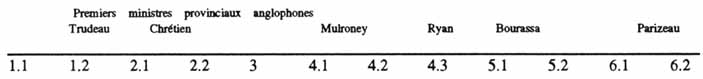 Premiers ministres provinciaux anglophones
Trudeau Chrétien Mulroney Ryan Bourassa Parizeau
1.1 1.2 2.1 2.2 3 4.1 4.2 4.3 5.1 5.2 6.1 6.2